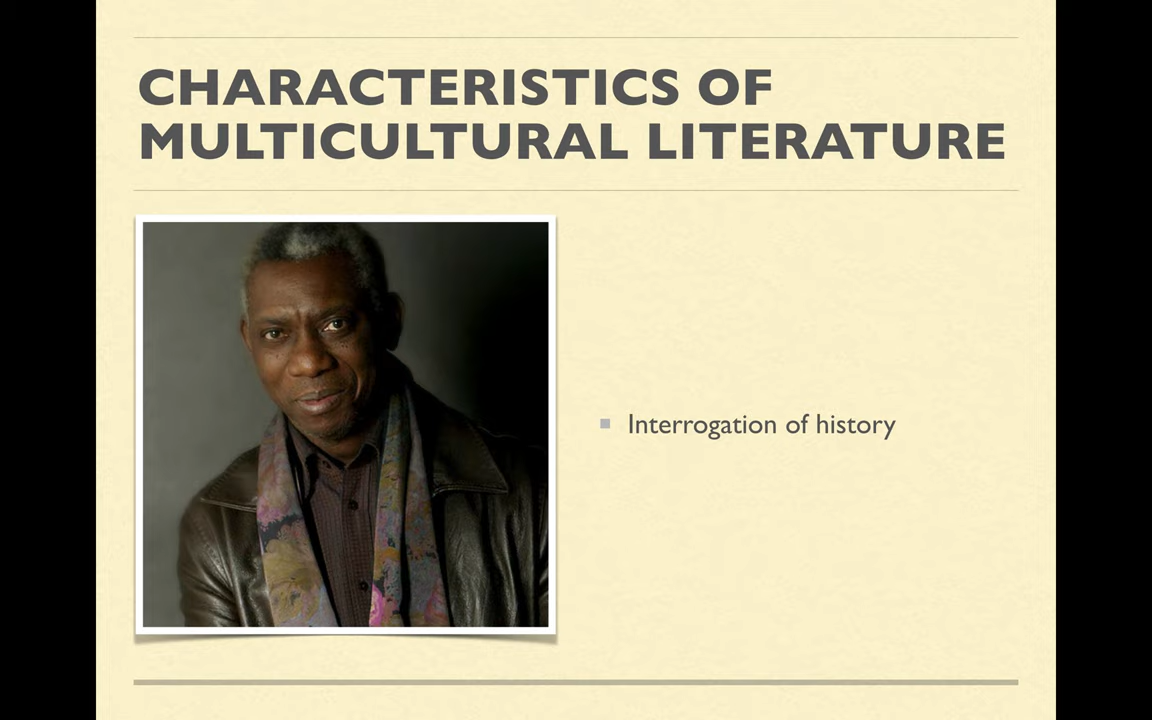 CHARACTERISTICS OF
MULTICULTURAL LITERATURE
Interrogation of history